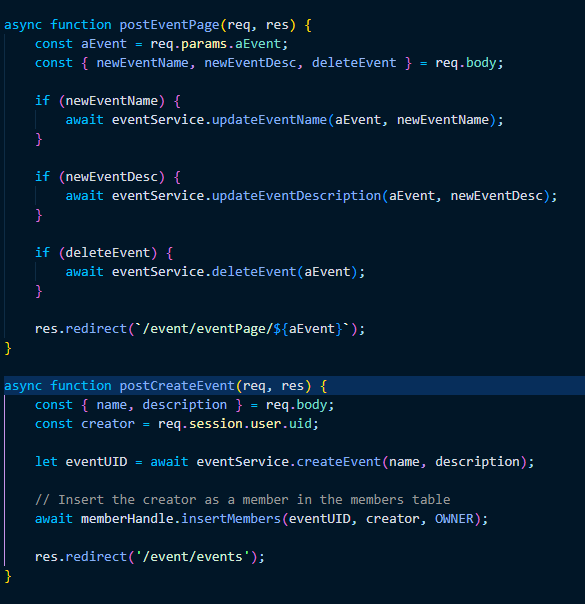 async function postEventPage(req, res) {
    const aEvent = req.params.aEvent;
    const { newEventName, newEventDesc, deleteEvent } = req.body;

    if (newEventName) {
        await eventService.updateEventName(aEvent, newEventName);
    }

    if (newEventDesc) {
        await eventService.updateEventDescription(aEvent, newEventDesc);
    }

    if (deleteEvent) {
        await eventService.deleteEvent(aEvent);
    }

    res.redirect(`/event/eventPage/${aEvent}`);
}

async function postCreateEvent(req, res) {
    const { name, description } = req.body;
    const creator = req.session.user.uid;

    let eventUID = await eventService.createEvent(name, description);

    // Insert the creator as a member in the members table
    await memberHandle.insertMembers(eventUID, creator, OWNER);

    res.redirect('/event/events');
}